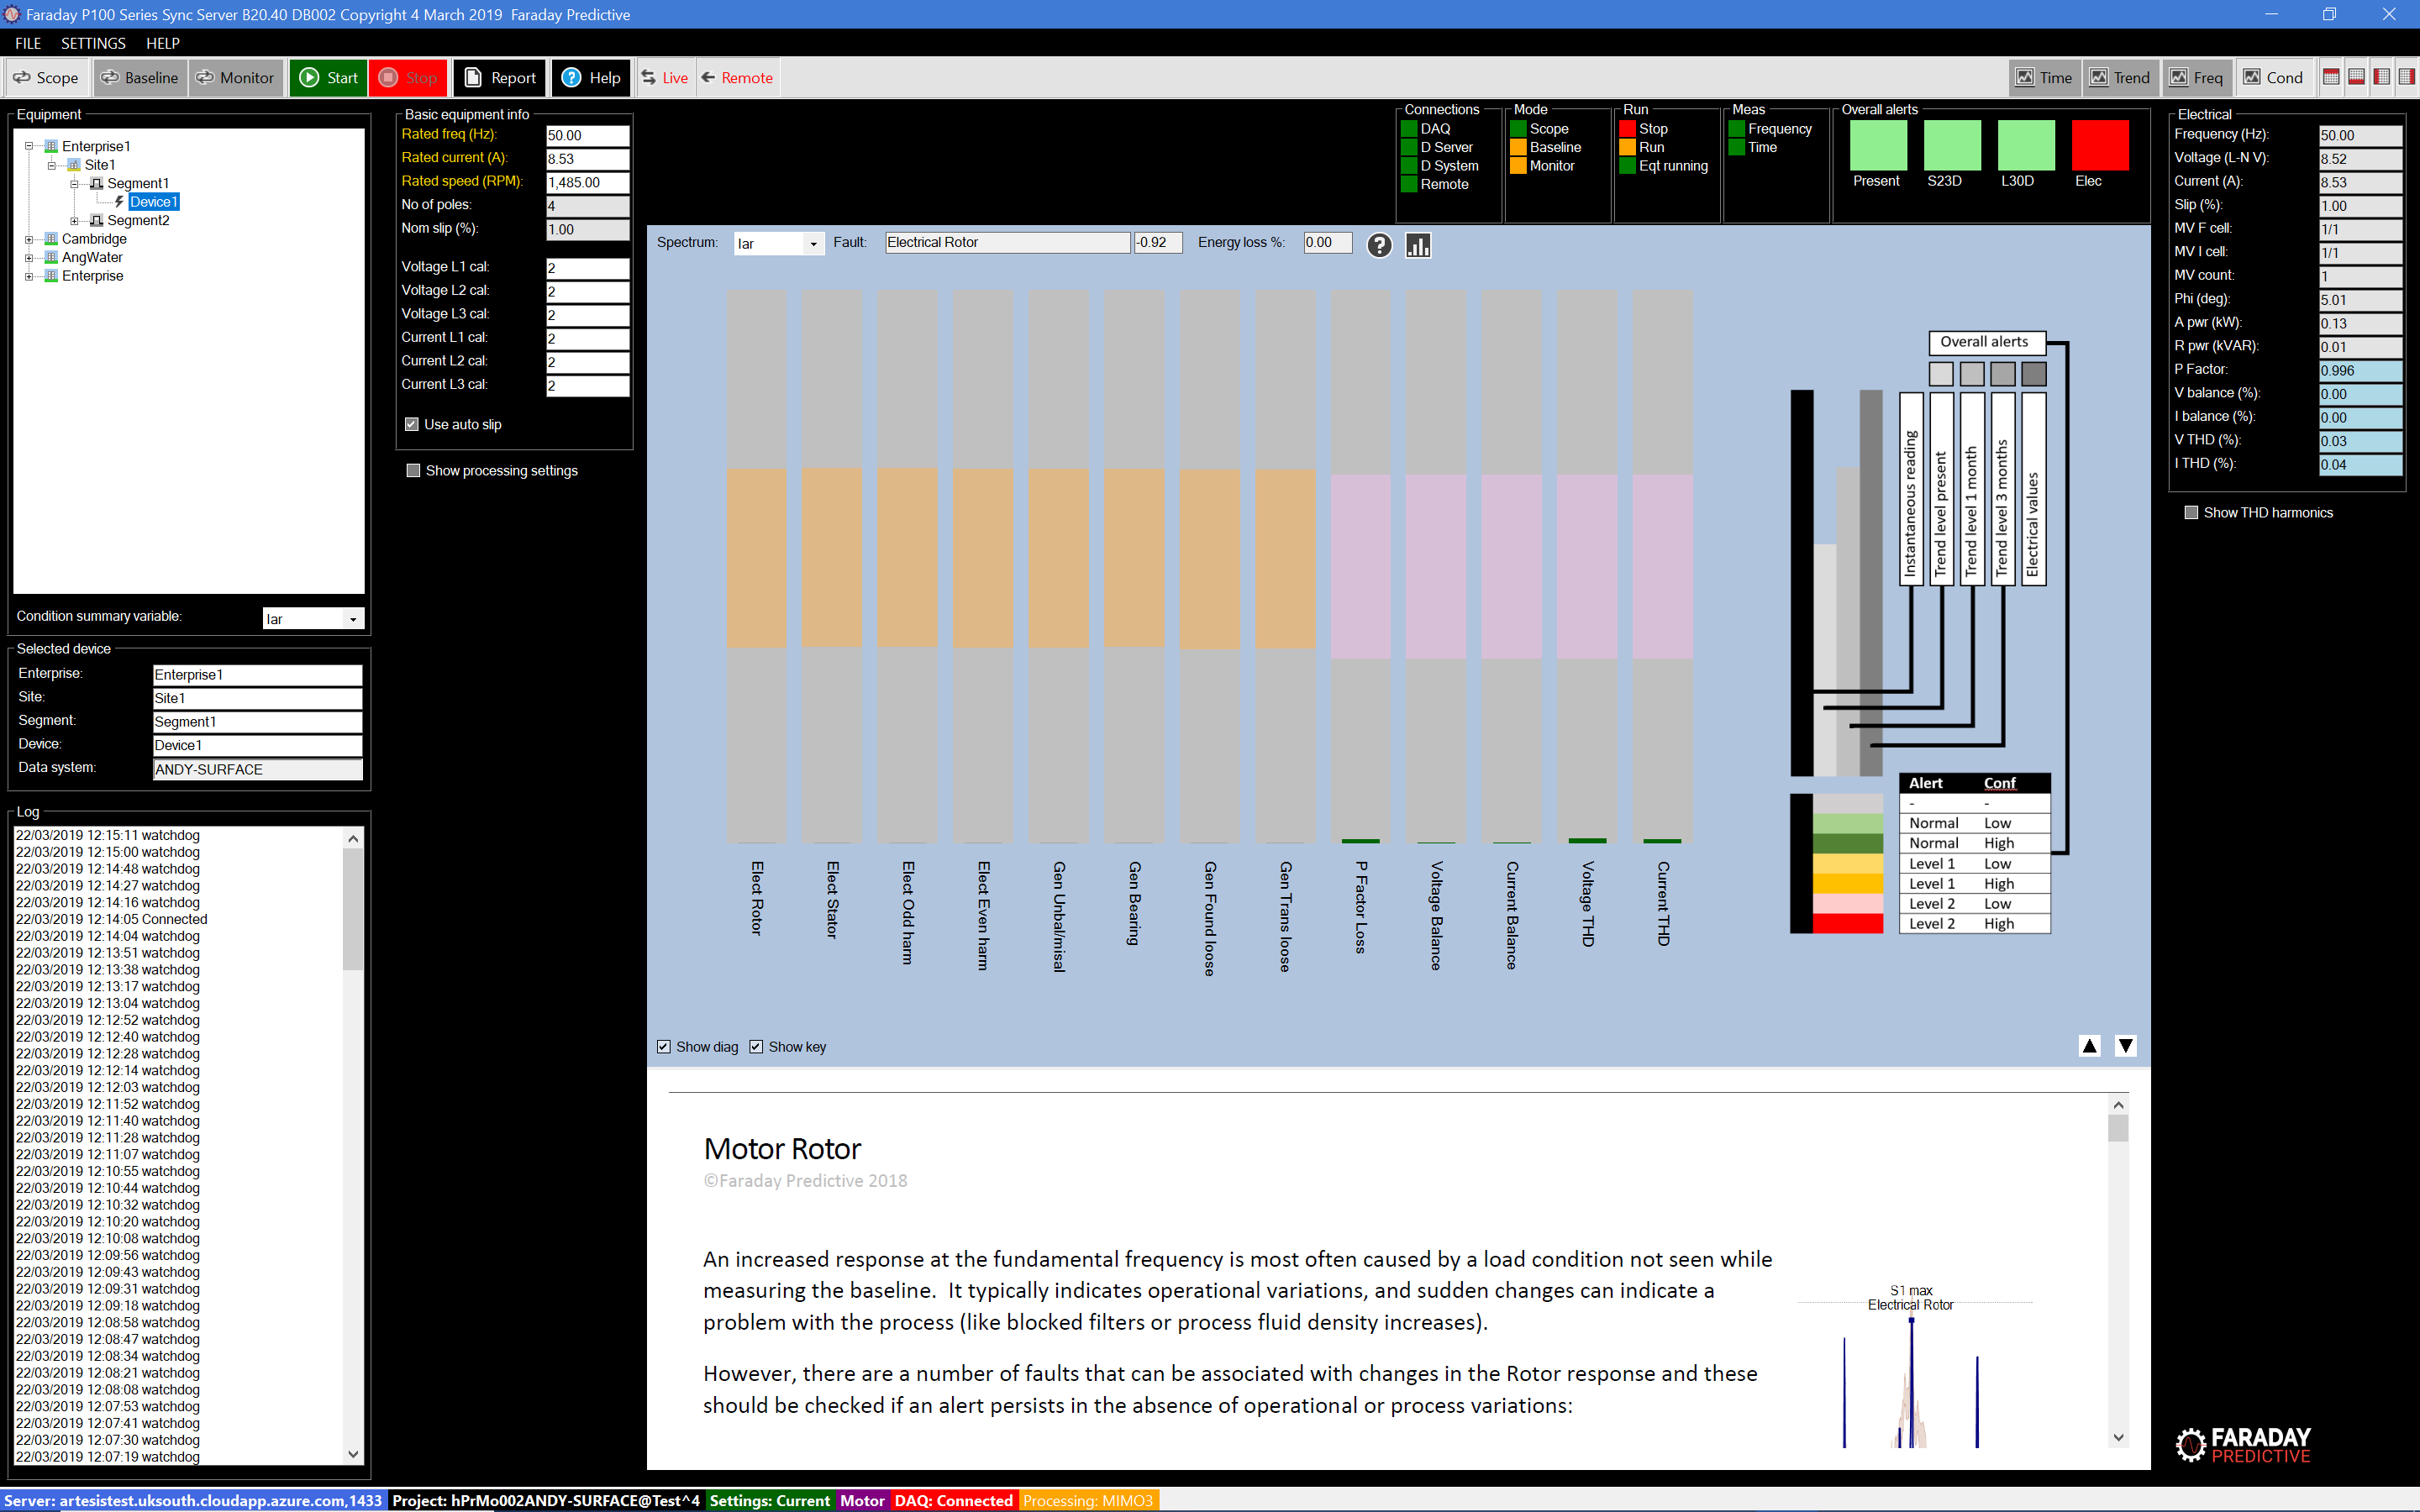 Faraday P100 Series Sync Server B20.40 DB002 Copyright 4 March 2019  Faraday Predictive
FILE SETTINGS HELP
Scope Baseline Monitor Start Stop Report Help Live Remote Time Trend Freq Cond
Equipment
Enterprise1
Site1
Segment1
Device1
Segment2
Cambridge
AngWater
Enterprise
Condition summary variable: Iar
Selected device
Enterprise: Enterprise1
Site: Site1
Segment: Segment1
Device: Device1
Data system: ANDY-SURFACE
Log
22/03/2019 12:15:11 watchdog
22/03/2019 12:15:00 watchdog
22/03/2019 12:14:48 watchdog
22/03/2019 12:14:27 watchdog
22/03/2019 12:14:16 watchdog
22/03/2019 12:14:05 Connected
22/03/2019 12:14:04 watchdog
22/03/2019 12:13:51 watchdog
22/03/2019 12:13:38 watchdog
22/03/2019 12:13:17 watchdog
22/03/2019 12:13:04 watchdog
22/03/2019 12:12:52 watchdog
22/03/2019 12:12:40 watchdog
22/03/2019 12:12:28 watchdog
22/03/2019 12:12:14 watchdog
22/03/2019 12:12:03 watchdog
22/03/2019 12:11:52 watchdog
22/03/2019 12:11:40 watchdog
22/03/2019 12:11:28 watchdog
22/03/2019 12:11:07 watchdog
22/03/2019 12:10:55 watchdog
22/03/2019 12:10:44 watchdog
22/03/2019 12:10:32 watchdog
22/03/2019 12:10:20 watchdog
22/03/2019 12:10:08 watchdog
22/03/2019 12:09:56 watchdog
22/03/2019 12:09:43 watchdog
22/03/2019 12:09:31 watchdog
22/03/2019 12:09:18 watchdog
22/03/2019 12:08:58 watchdog
22/03/2019 12:08:47 watchdog
22/03/2019 12:08:34 watchdog
22/03/2019 12:08:21 watchdog
22/03/2019 12:08:08 watchdog
22/03/2019 12:07:53 watchdog
22/03/2019 12:07:41 watchdog
22/03/2019 12:07:30 watchdog
22/03/2019 12:07:19 watchdog
Basic equipment info
Rated freq (Hz): 50.00
Rated current (A): 8.53
Rated speed (RPM): 1,485.00
No of poles: 4
Nom slip (%): 1.00
Voltage L1 cal: 2
Voltage L2 cal: 2
Voltage L3 cal: 2
Current L1 cal: 2
Current L2 cal: 2
Current L3 cal: 2
Use auto slip
Show processing settings
Connections
DAQ
D Server
D System
Remote
Mode
Scope
Baseline
Monitor
Run
Stop
Run
Eqt running
Meas
Frequency
Time
Overall alerts
Present S23D L30D Elec
Spectrum: Iar Fault: Electrical Rotor -0.92 Energy loss %: 0.00
Elect Rotor
Elect Stator
Elect Odd harm
Elect Even harm
Gen Unbal/misal
Gen Bearing
Gen Found loose
Gen Trans loose
P Factor Loss
Voltage Balance
Current Balance
Voltage THD
Current THD
Overall alerts
Instantaneous reading
Trend level present
Trend level 1 month
Trend level 3 months
Electrical values
Alert Conf
- -
Normal Low
Normal High
Level 1 Low
Level 1 High
Level 2 Low
Level 2 High
Show diag Show key
Motor Rotor
©Faraday Predictive 2018
An increased response at the fundamental frequency is most often caused by a load condition not seen while
measuring the baseline.  It typically indicates operational variations, and sudden changes can indicate a
problem with the process (like blocked filters or process fluid density increases).
However, there are a number of faults that can be associated with changes in the Rotor response and these
should be checked if an alert persists in the absence of operational or process variations:
S1 max
Electrical Rotor
Electrical
Frequency (Hz): 50.00
Voltage (L-N V): 8.52
Current (A): 8.53
Slip (%): 1.00
MV F cell: 1/1
MV I cell: 1/1
MV count: 1
Phi (deg): 5.01
A pwr (kW): 0.13
R pwr (kVAR): 0.01
P Factor: 0.996
V balance (%): 0.00
I balance (%): 0.00
V THD (%): 0.03
I THD (%): 0.04
Show THD harmonics
FARADAY
PREDICTIVE
Server: artesistest.uksouth.cloudapp.azure.com,1433 Project: hPrMo002ANDY-SURFACE@Test^4 Settings: Current Motor DAQ: Connected Processing: MIMO3